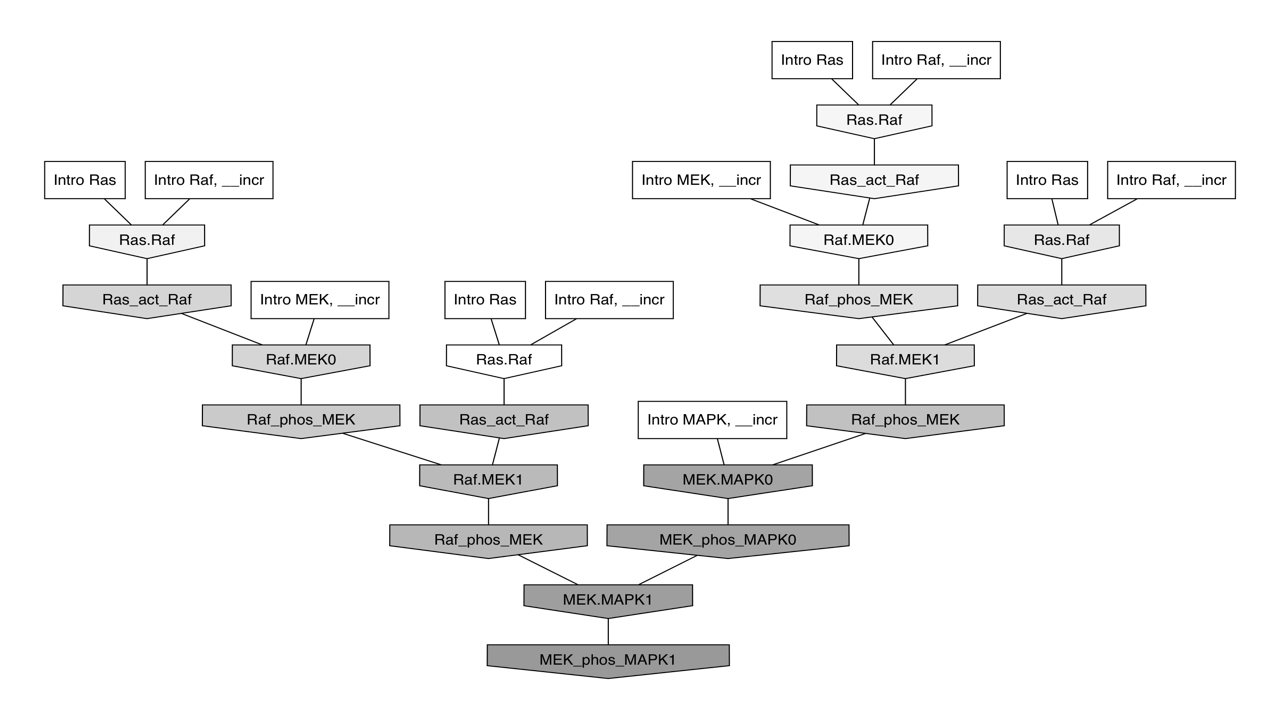 Intro Ras
Intro Raf, __incr
Ras.Raf
Intro Ras
Intro Raf, __incr
Intro MEK, __incr
Ras_act_Raf
Intro Ras
Intro Raf, __incr
Ras.Raf
Raf.MEK0
Ras.Raf
Ras_act_Raf
Intro MEK, __incr
Intro Ras
Intro Raf, __incr
Raf_phos_MEK
Ras_act_Raf
Raf.MEK0
Ras.Raf
Raf.MEK1
Raf_phos_MEK
Ras_act_Raf
Intro MAPK, __incr
Raf_phos_MEK
Raf.MEK1
MEK.MAPK0
Raf_phos_MEK
MEK_phos_MAPK0
MEK.MAPK1
MEK_phos_MAPK1